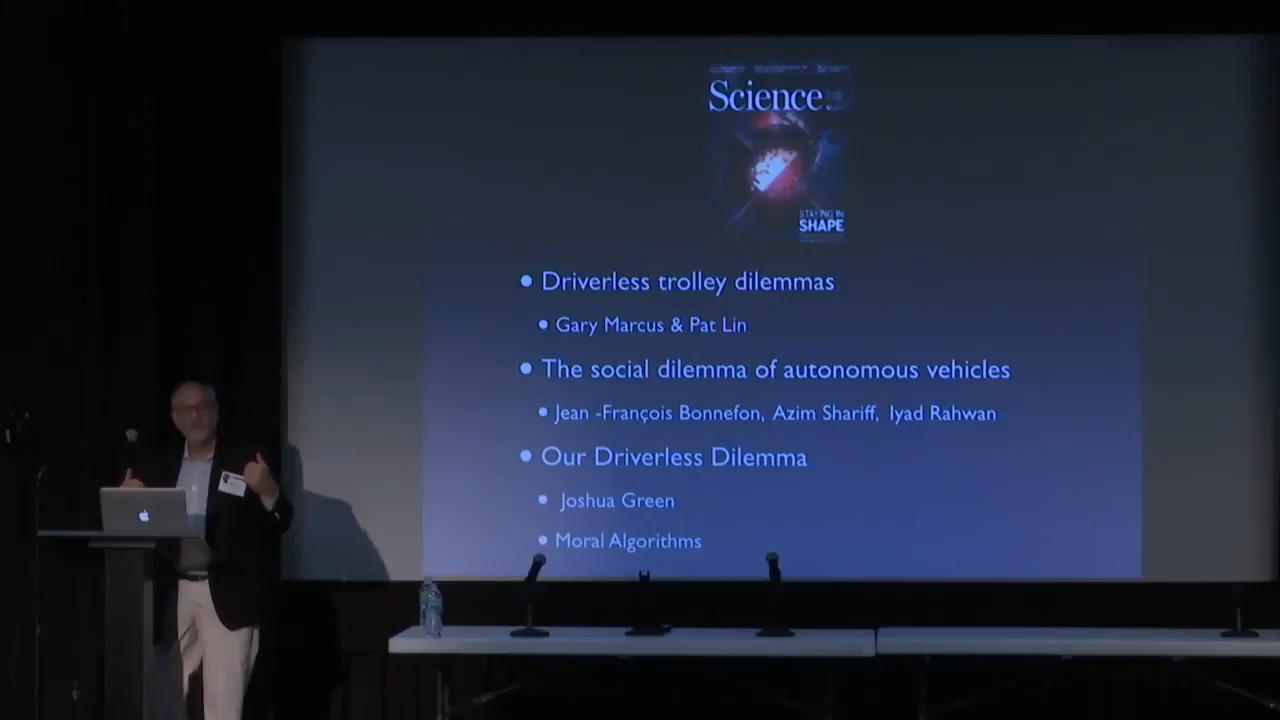 Science
STAYING IN
SHAPE
Driverless trolley dilemmas
Gary Marcus & Pat Lin
The social dilemma of autonomous vehicles
Jean -François Bonnefon, Azim Shariff, Iyad Rahwan
Our Driverless Dilemma
Joshua Green
Moral Algorithms